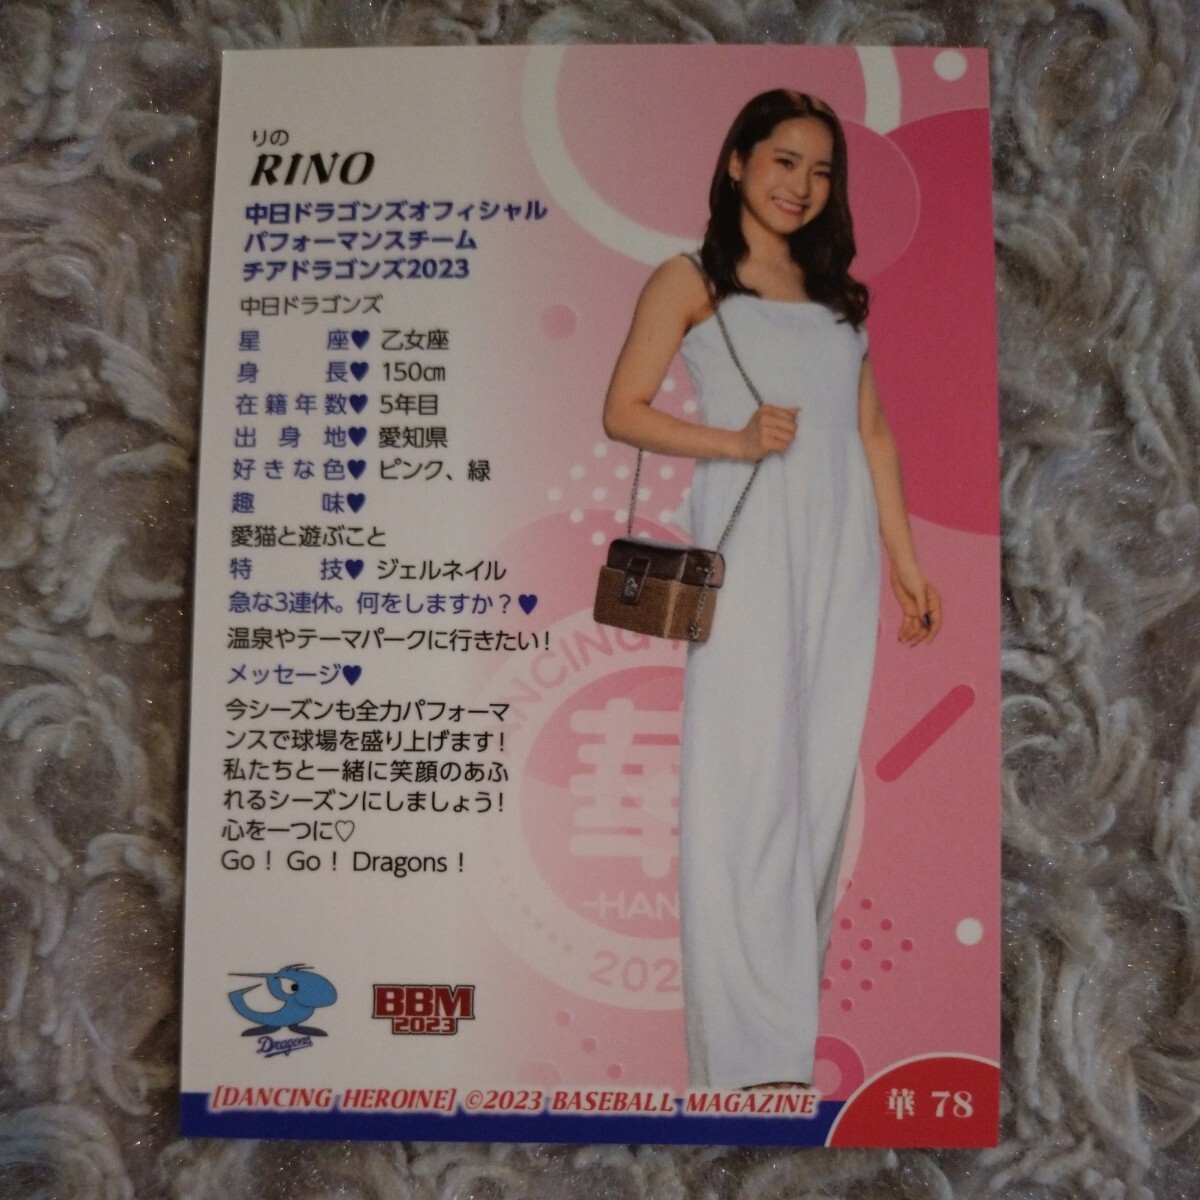 りの
RINO
中日ドラゴンズオフィシャル
パフォーマンスチーム
チアドラゴンズ2023
中日ドラゴンズ
星座♥ 乙女座
身長♥ 150㎝
在籍年数♥ 5年目
出身地♥ 愛知県
好きな色♥ ピンク、緑
趣味♥
愛猫と遊ぶこと
特技♥ ジェルネイル
急な3連休。何をしますか？♥
温泉やテーマパークに行きたい！
メッセージ♥
今シーズンも全力パフォーマ
ンスで球場を盛り上げます！
私たちと一緒に笑顔のあふ
れるシーズンにしましょう！
心を一つに♡
Go！Go！Dragons！
DANCING
華
-HAN
202
Dragons
BBM
2023
[DANCING HEROINE] ©2023 BASEBALL MAGAZINE
華 78